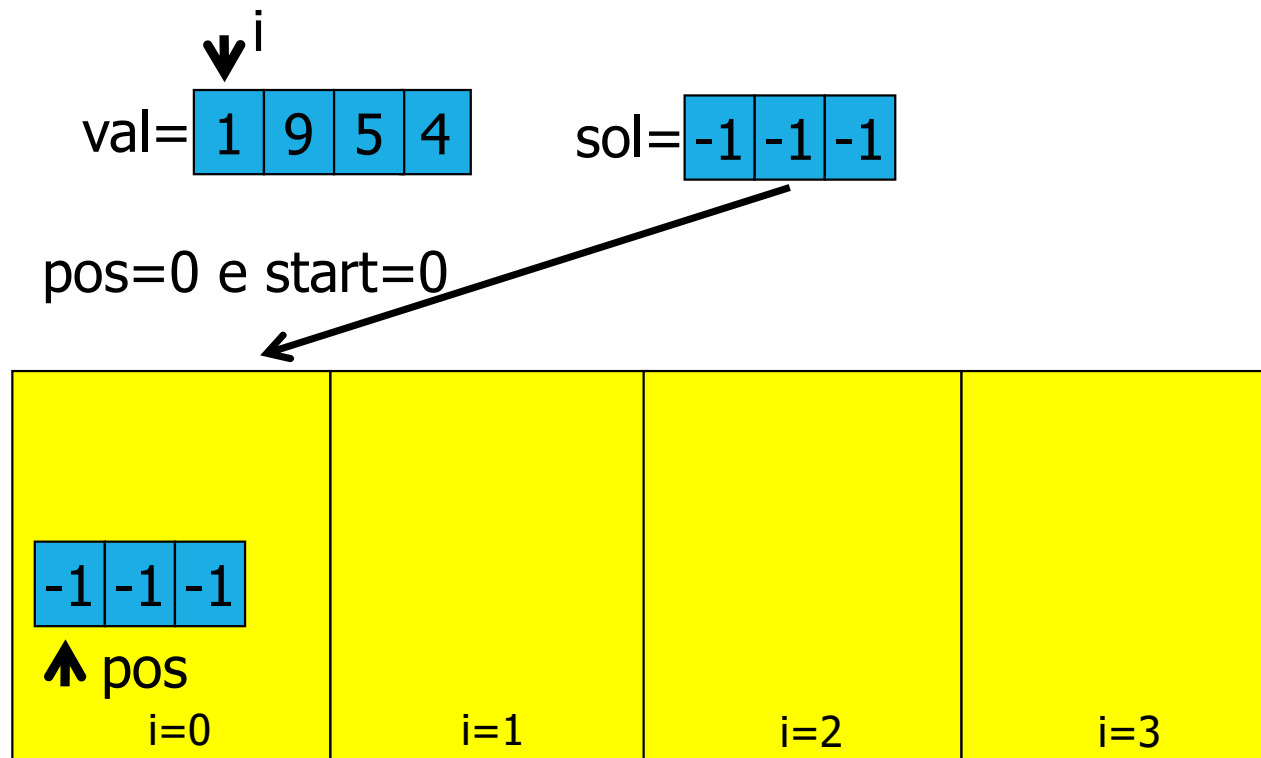 i
val= 1 9 5 4 sol= -1 -1 -1
pos=0 e start=0
-1 -1 -1
pos
i=0 i=1 i=2 i=3